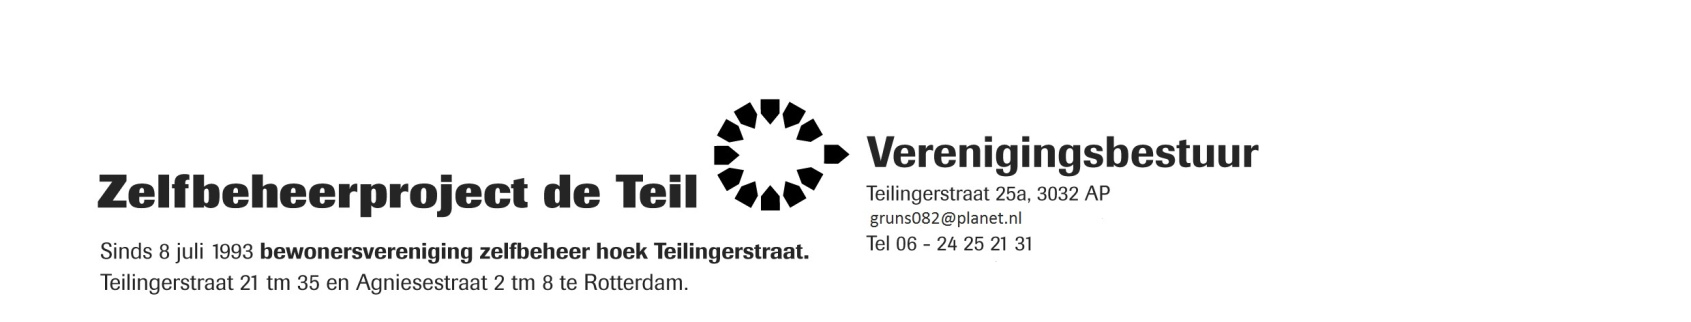 Zelfbeheerproject de Teil
Sinds 8 juli 1993 bewonersvereniging zelfbeheer hoek Teilingerstraat.
Teilingerstraat 21 tm 35 en Agniesestraat 2 tm 8 te Rotterdam.
Verenigingsbestuur
Teilingerstraat 25a, 3032 AP
gruns082@planet.nl
Tel 06 - 24 25 21 31